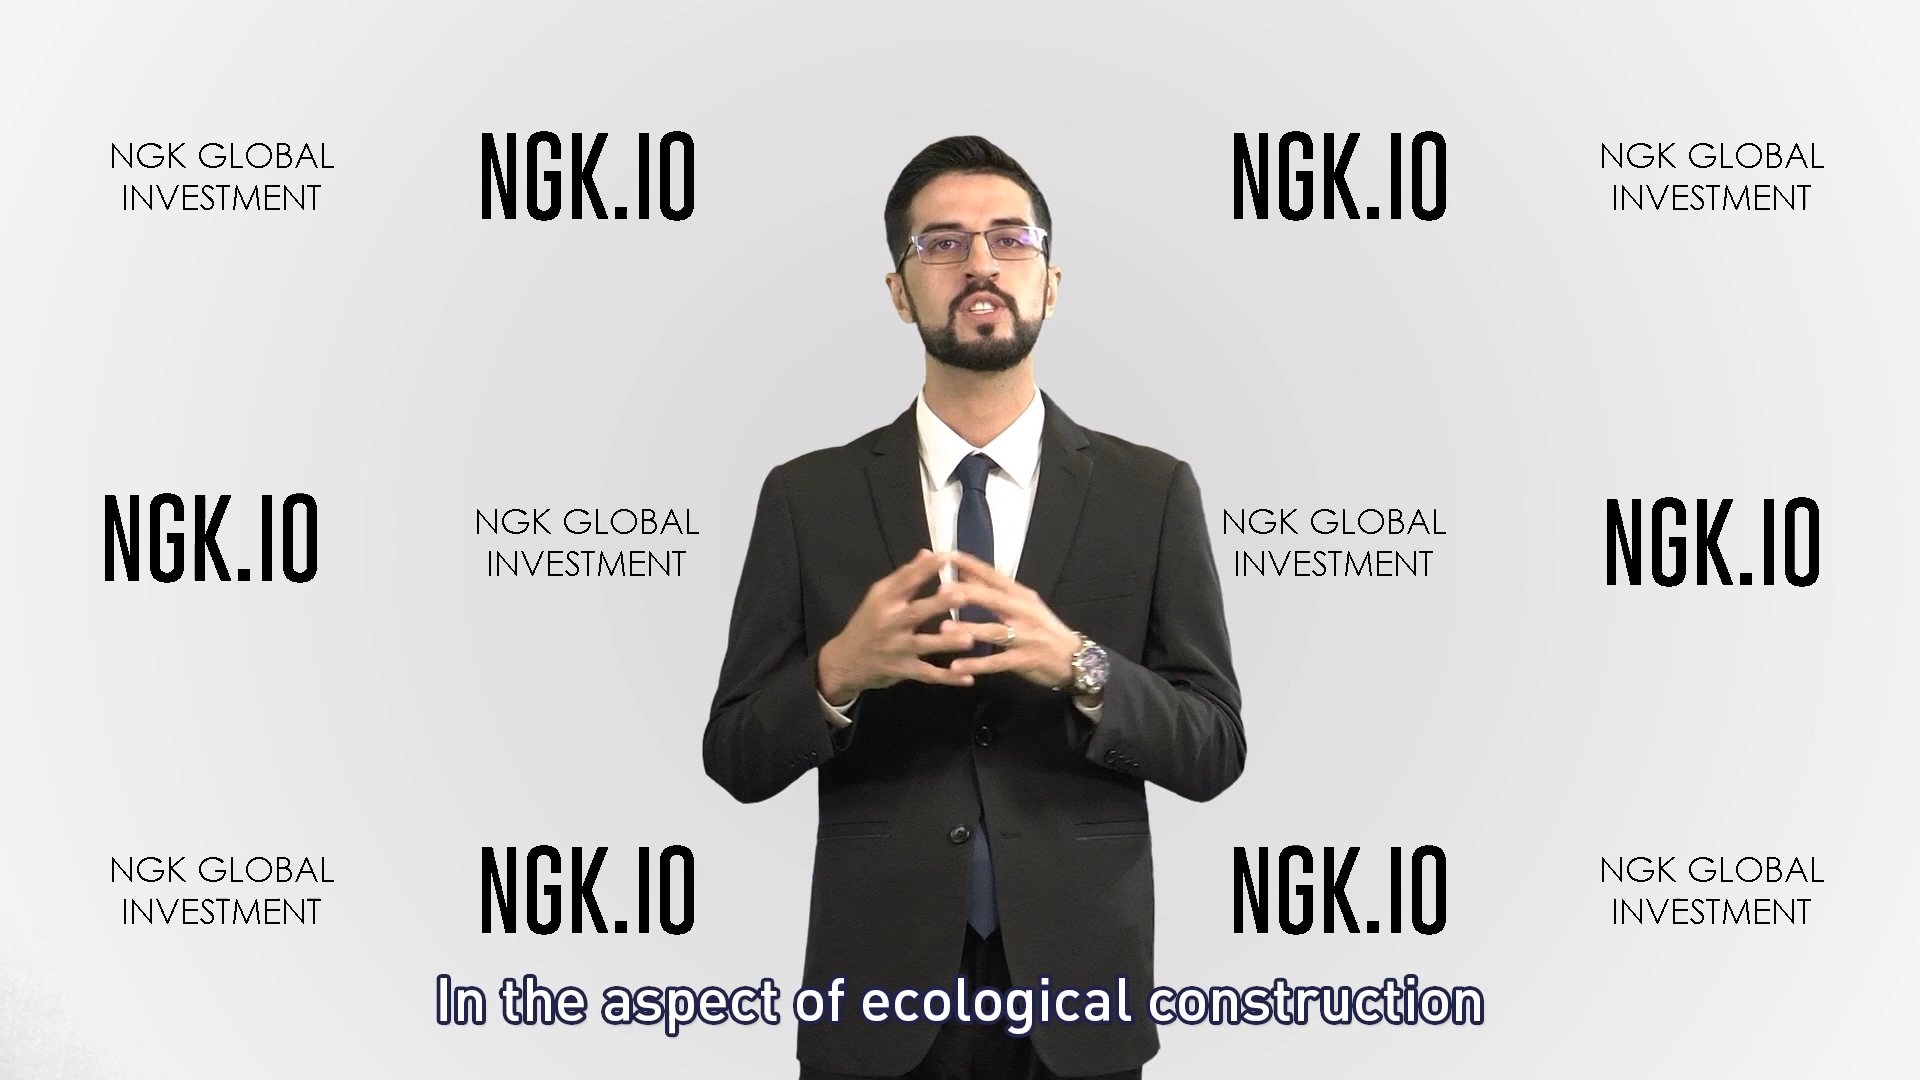 NGK GLOBAL
INVESTMENT
NGK.IO
NGK.IO
NGK GLOBAL
INVESTMENT
NGK.IO
NGK GLOBAL
INVESTMENT
NGK GLOBAL
INVESTMENT
NGK.IO
NGK GLOBAL
INVESTMENT
NGK.IO
NGK.IO
NGK GLOBAL
INVESTMENT
In the aspect of ecological construction